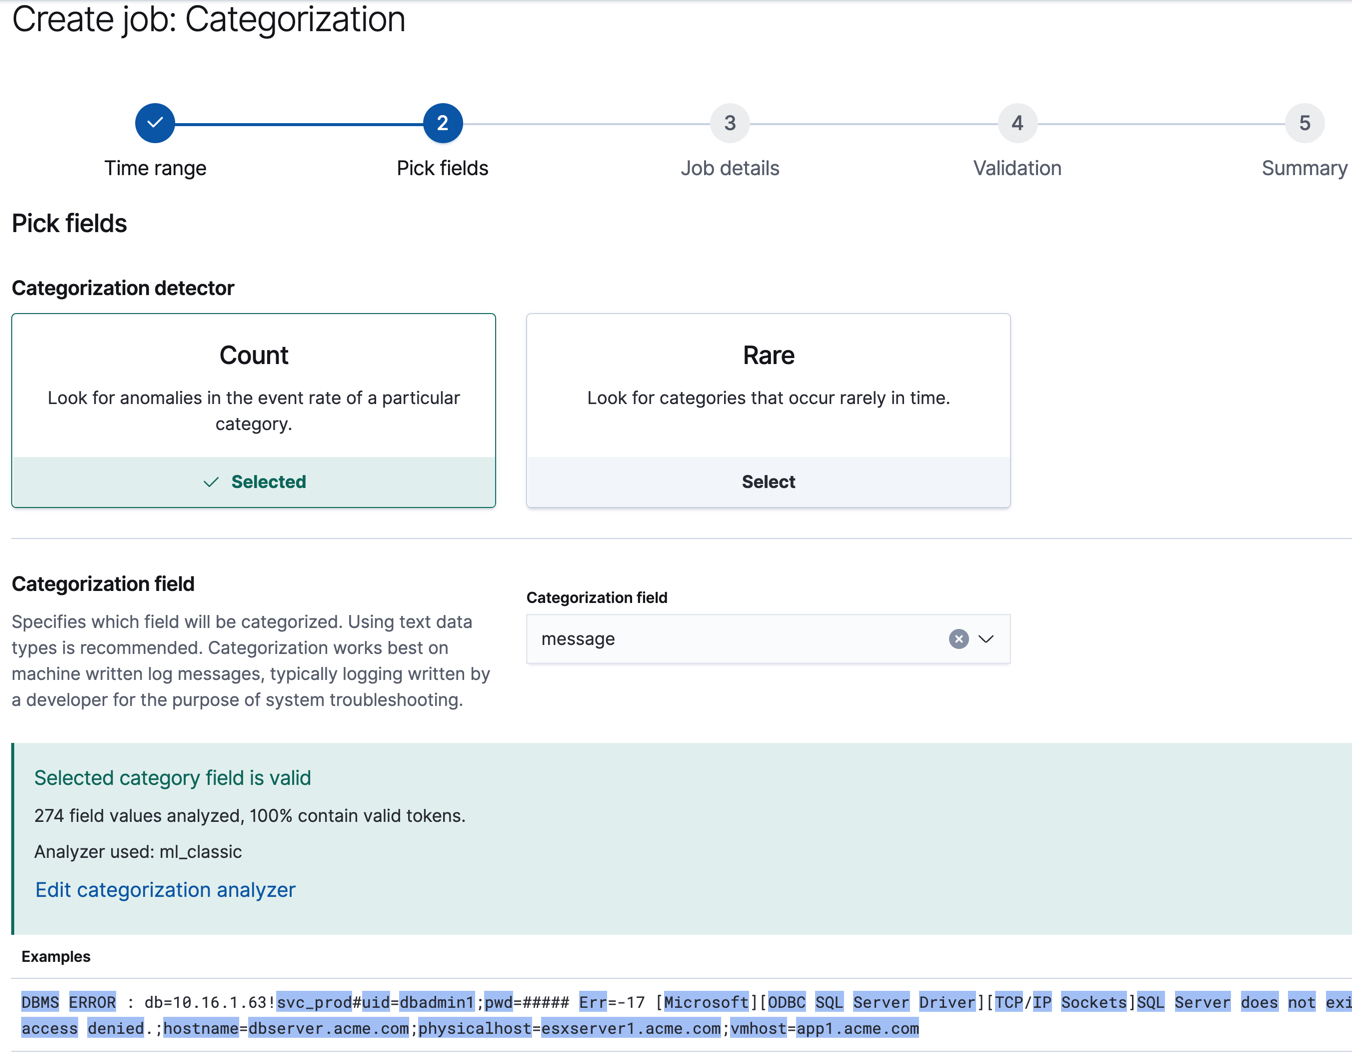 Create job: Categorization
2
3
4
5
Time range
Pick fields
Job details
Validation
Summary
Pick fields
Categorization detector
Count
Look for anomalies in the event rate of a particular
category.
Selected
Rare
Look for categories that occur rarely in time.
Select
Categorization field
Specifies which field will be categorized. Using text data
types is recommended. Categorization works best on
machine written log messages, typically logging written by
a developer for the purpose of system troubleshooting.
Categorization field
message
Selected category field is valid
274 field values analyzed, 100% contain valid tokens.
Analyzer used: ml_classic
Edit categorization analyzer
Examples
DBMS ERROR : db=10.16.1.63!svc_prod#uid=dbadmin1;pwd=##### Err=-17 [Microsoft][ODBC SQL Server Driver][TCP/IP Sockets]SQL Server does not exi
access denied.;hostname=dbserver.acme.com;physicalhost=esxserver1.acme.com;vmhost=app1.acme.com